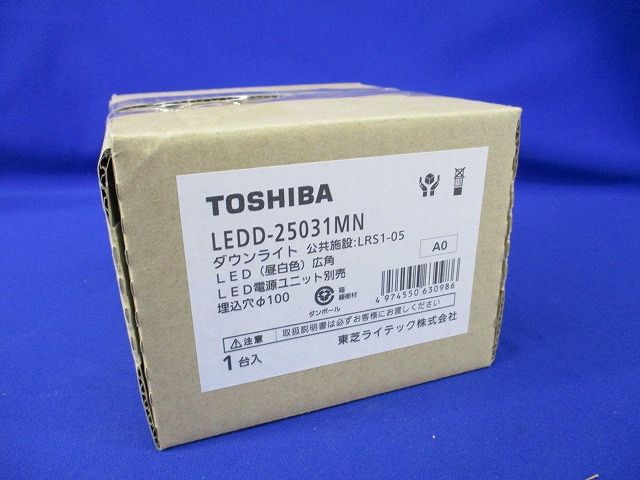 TOSHIBA
LEDD-25031MN
ダウンライト 公共施設:LRS1-05
LED（昼白色）広角
LED電源ユニット別売
埋込穴φ100
A0
箱
緩衝材
ダンボール
4 974550 630986
注意 取扱説明書は必ずお客様にお渡しください
1台入
東芝ライテック株式会社